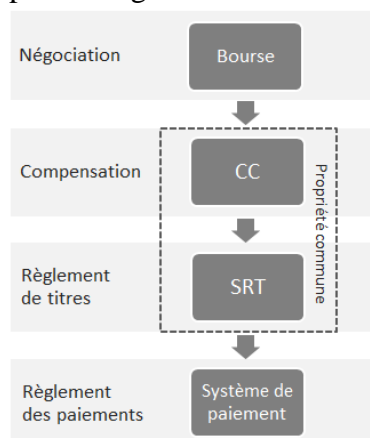 Négociation
Bourse
Compensation
CC
Propriété commune
Règlement
de titres
SRT
Règlement
des paiements
Système de
paiement